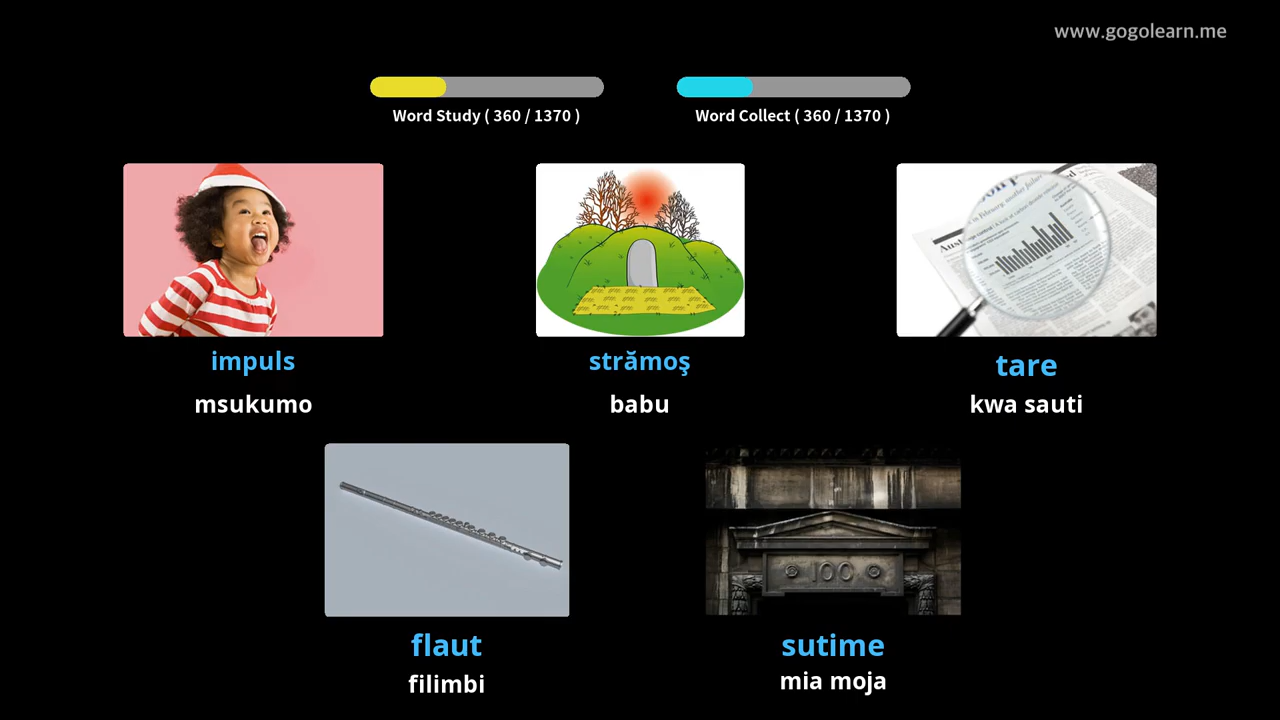 www.gogolearn.me
Word Study ( 360 / 1370 )
Word Collect ( 360 / 1370 )
impuls
strămoş
tare
msukumo
babu
kwa sauti
100
flaut
sutime
filimbi
mia moja